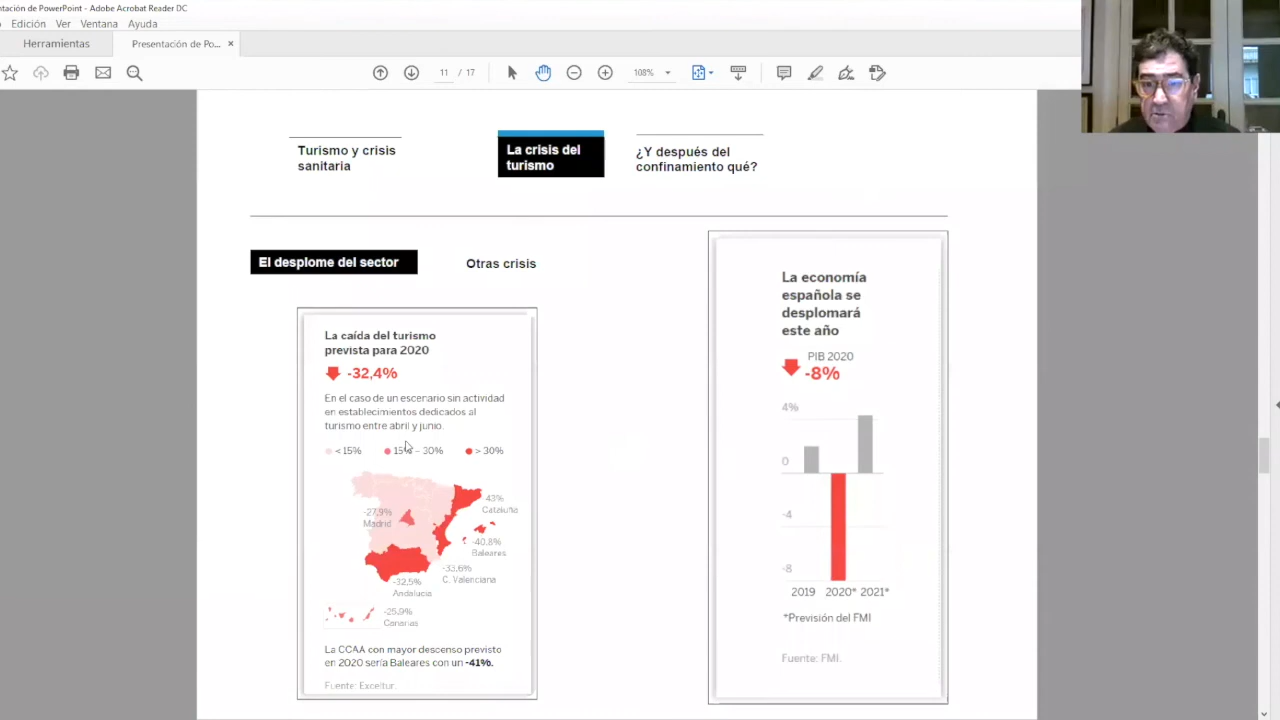 ntación de PowerPoint - Adobe Acrobat Reader DC
Edición Ver Ventana Ayuda
Herramientas
Presentación de Po...
11 / 17
108%
Turismo y crisis
sanitaria
La crisis del
turismo
¿Y después del
confinamiento qué?
El desplome del sector
Otras crisis
La caída del turismo
prevista para 2020
-32,4%
En el caso de un escenario sin actividad
en establecimientos dedicados al
turismo entre abril y junio.
<15%
15% - 30%
> 30%
-27,9%
Madrid
43%
Cataluña
-40,8%
Baleares
-33,6%
C. Valenciana
-32,5%
Andalucía
-25,9%
Canarias
La CCAA con mayor descenso previsto
en 2020 sería Baleares con un -41%.
Fuente: Exceltur.
La economía
española se
desplomará
este año
PIB 2020
-8%
4%
0
-4
-8
2019 2020* 2021*
*Previsión del FMI
Fuente: FMI.